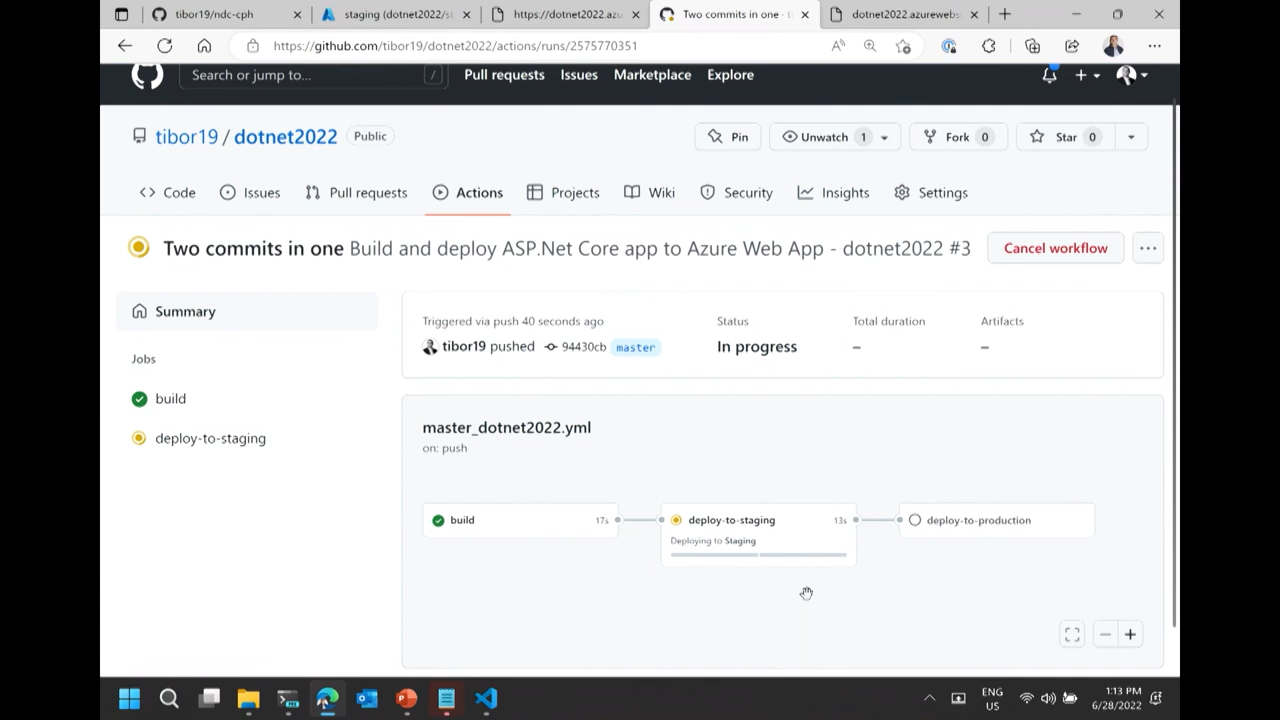 tibor19/ndc-cph
staging (dotnet2022/st
https://dotnet2022.azu
Two commits in one · t
dotnet2022.azurewebs
https://github.com/tibor19/dotnet2022/actions/runs/2575770351
Search or jump to...
/
Pull requests
Issues
Marketplace
Explore
tibor19 / dotnet2022
Public
Pin
Unwatch 1
Fork 0
Star 0
Code
Issues
Pull requests
Actions
Projects
Wiki
Security
Insights
Settings
Two commits in one Build and deploy ASP.Net Core app to Azure Web App - dotnet2022 #3
Cancel workflow
Summary
Jobs
build
deploy-to-staging
Triggered via push 40 seconds ago
tibor19 pushed 94430cb master
Status
In progress
Total duration
–
Artifacts
–
master_dotnet2022.yml
on: push
build 17s
deploy-to-staging 13s
Deploying to Staging
deploy-to-production
ENG
US
1:13 PM
6/28/2022